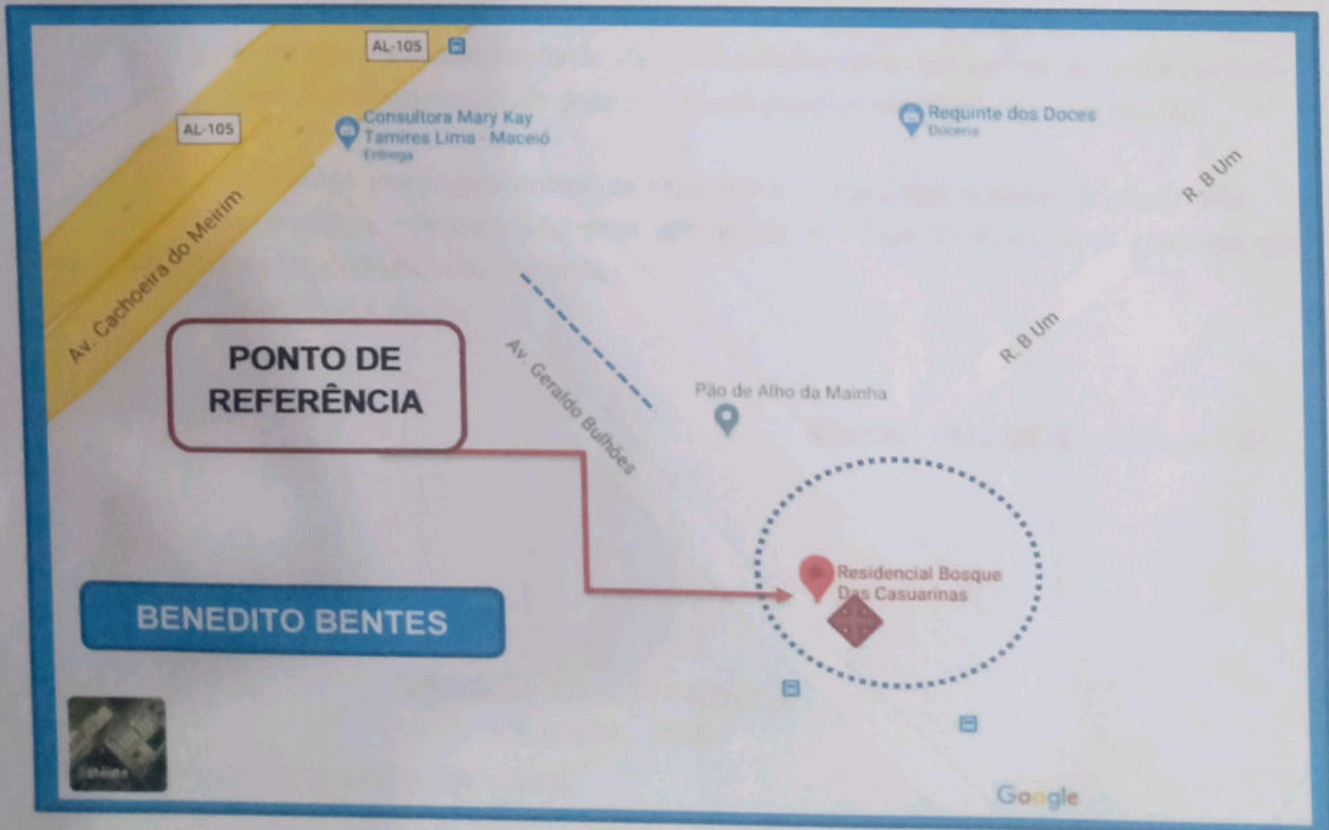 AL-105
AL-105
Consultora Mary Kay
Tamires Lima - Maceió
Entrega
Requinte dos Doces
Doceria
R. B Um
Av. Cachoeira do Meirim
PONTO DE
REFERÊNCIA
Av. Geraldo Bulhões
R. B Um
Pão de Alho da Mainha
Residencial Bosque
Das Casuarinas
BENEDITO BENTES
Satélite
Google